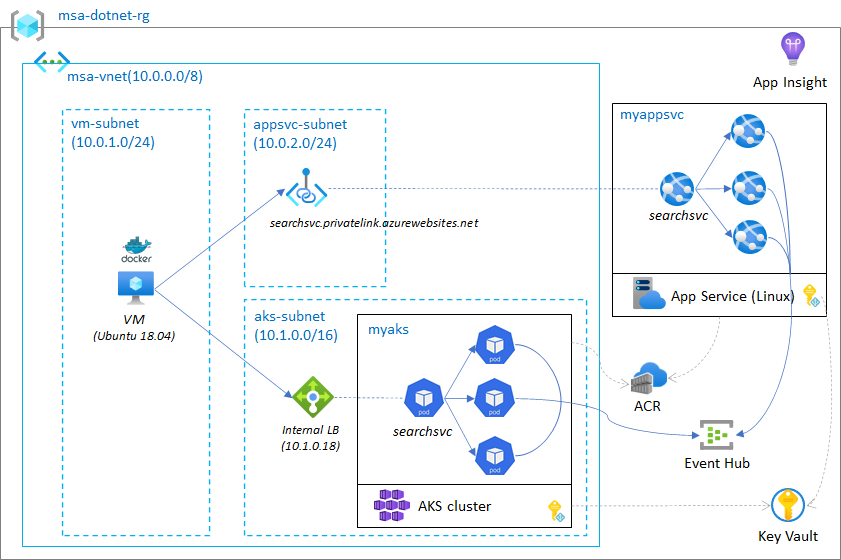 msa-dotnet-rg
msa-vnet(10.0.0.0/8)
App Insight
vm-subnet
(10.0.1.0/24)
appsvc-subnet
(10.0.2.0/24)
myappsvc
searchsvc.privatelink.azurewebsites.net
searchsvc
docker
VM
(Ubuntu 18.04)
App Service (Linux)
aks-subnet
(10.1.0.0/16)
myaks
pod
pod
pod
pod
searchsvc
Internal LB
(10.1.0.18)
AKS cluster
ACR
Event Hub
Key Vault